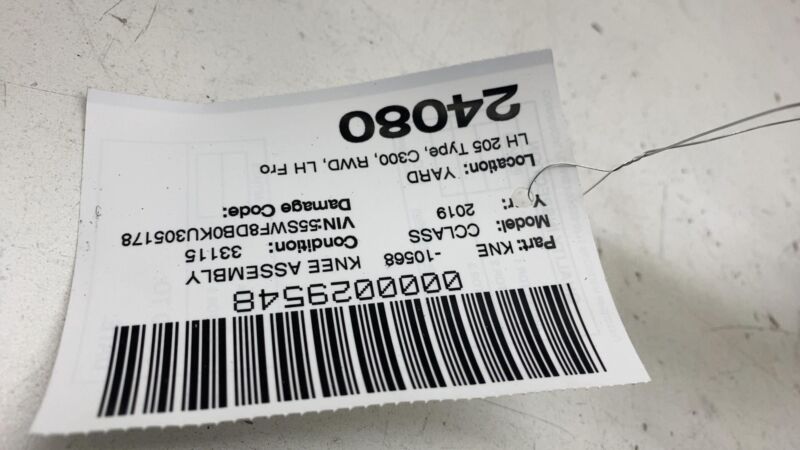 0000029548
Part: KNE -10568 KNEE ASSEMBLY
Model: CCLASS Condition: 33115
Year: 2019 VIN:55SWF8DB0KU305178
Damage Code:
Location: YARD
LH 205 Type, C300, RWD, LH Fro
24080